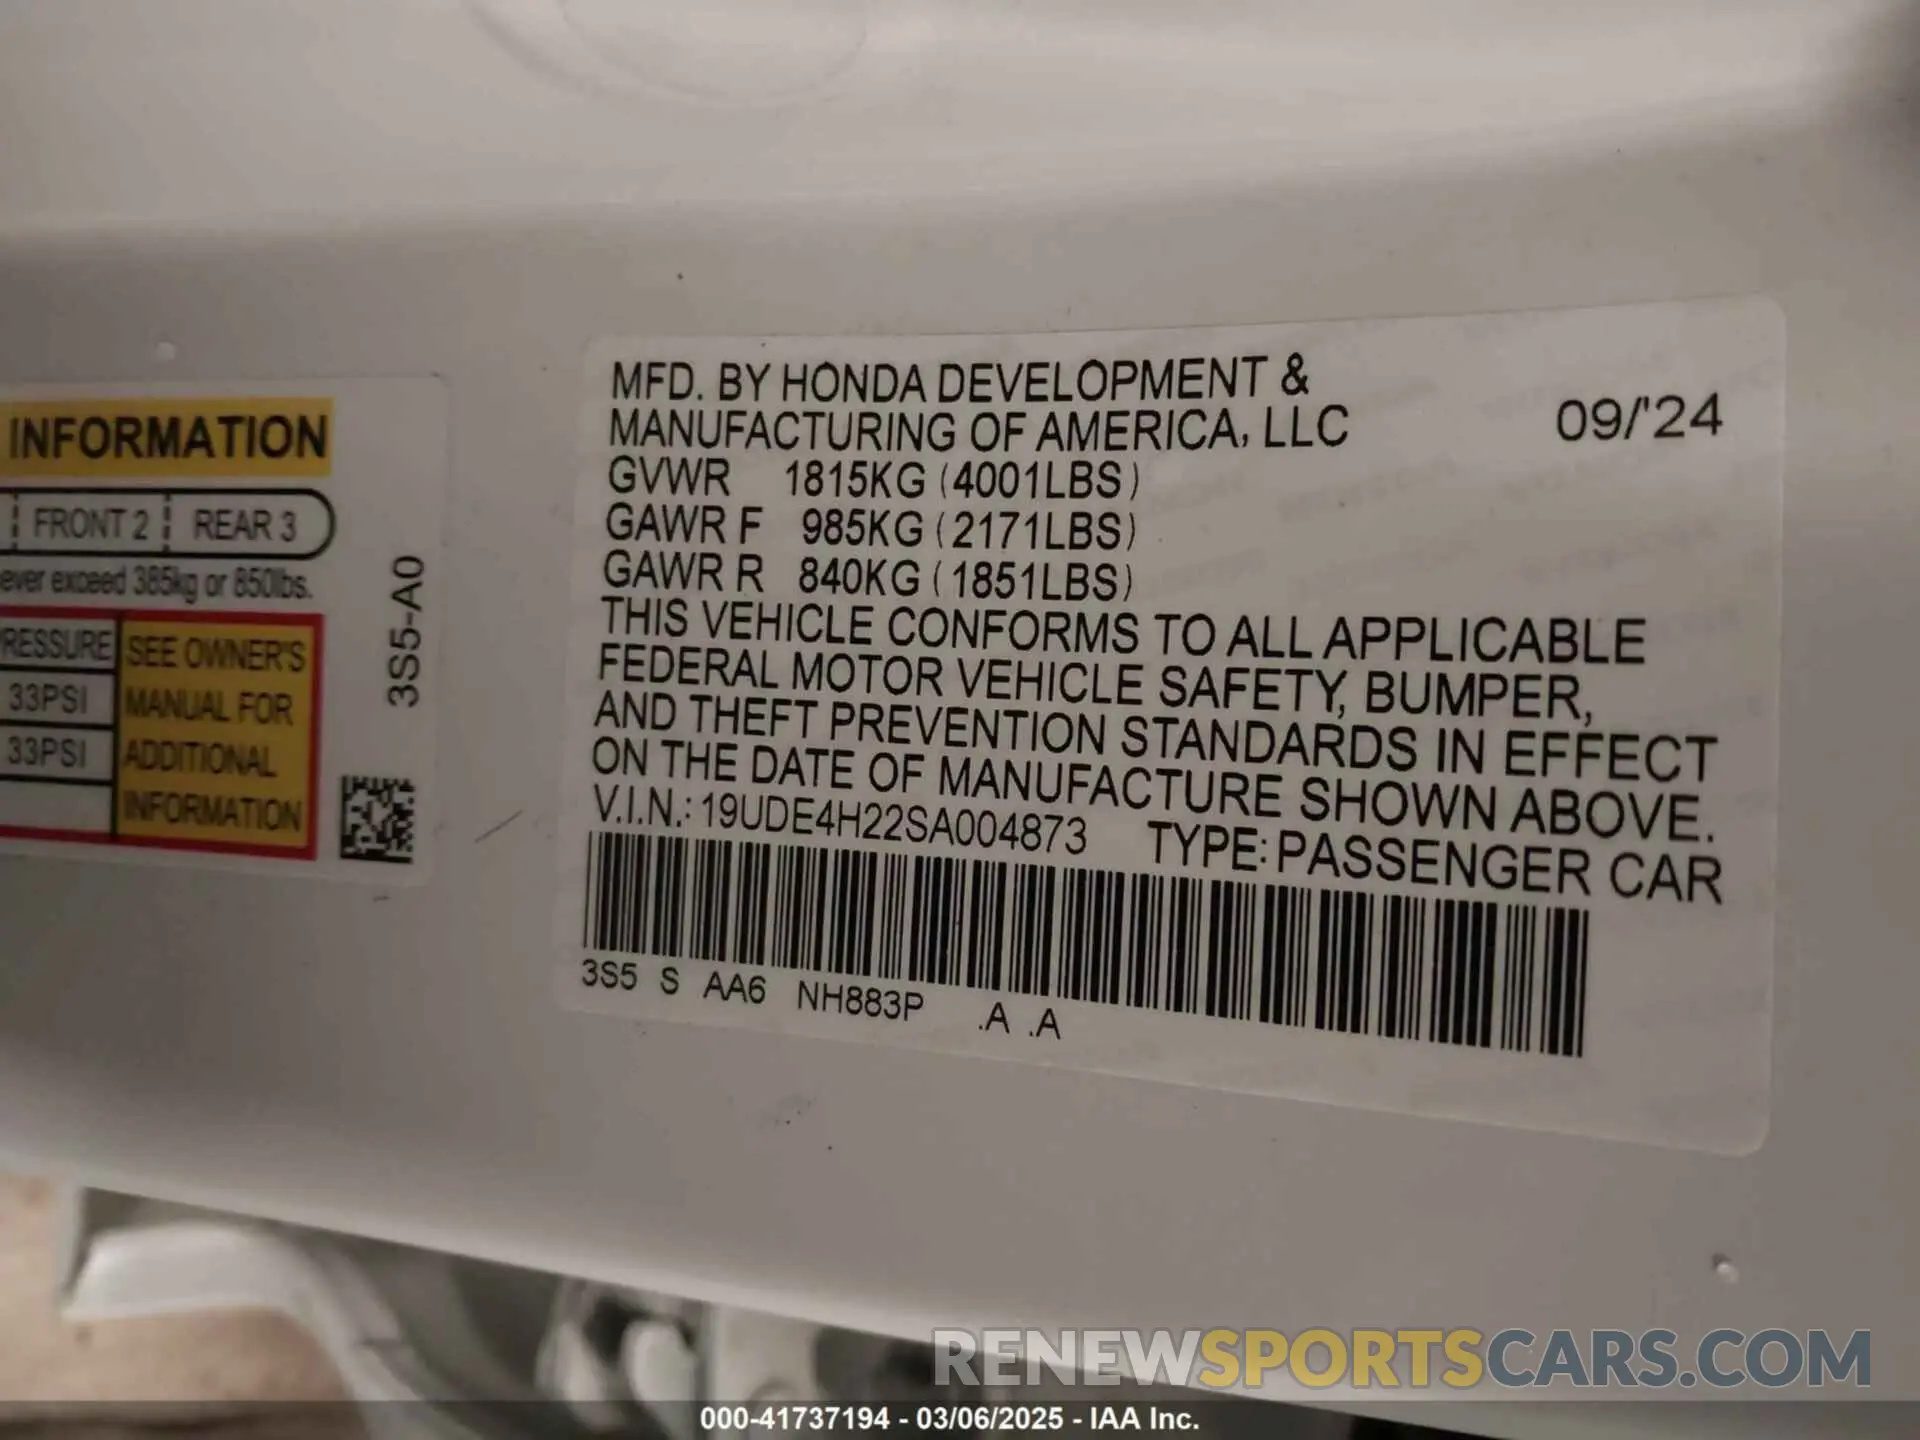 INFORMATION
FRONT 2 REAR 3
ever exceed 385kg or 850lbs.
RESSURE
33PSI
33PSI
SEE OWNER'S
MANUAL FOR
ADDITIONAL
INFORMATION
3S5-A0
MFD. BY HONDA DEVELOPMENT &
MANUFACTURING OF AMERICA, LLC 09/'24
GVWR 1815KG (4001LBS)
GAWR F 985KG (2171LBS)
GAWR R 840KG (1851LBS)
THIS VEHICLE CONFORMS TO ALL APPLICABLE
FEDERAL MOTOR VEHICLE SAFETY, BUMPER,
AND THEFT PREVENTION STANDARDS IN EFFECT
ON THE DATE OF MANUFACTURE SHOWN ABOVE.
V.I.N.: 19UDE4H22SA004873 TYPE: PASSENGER CAR
3S5 S AA6 NH883P .A .A
RENEWSPORTSCARS.COM
000-41737194 - 03/06/2025 - IAA Inc.